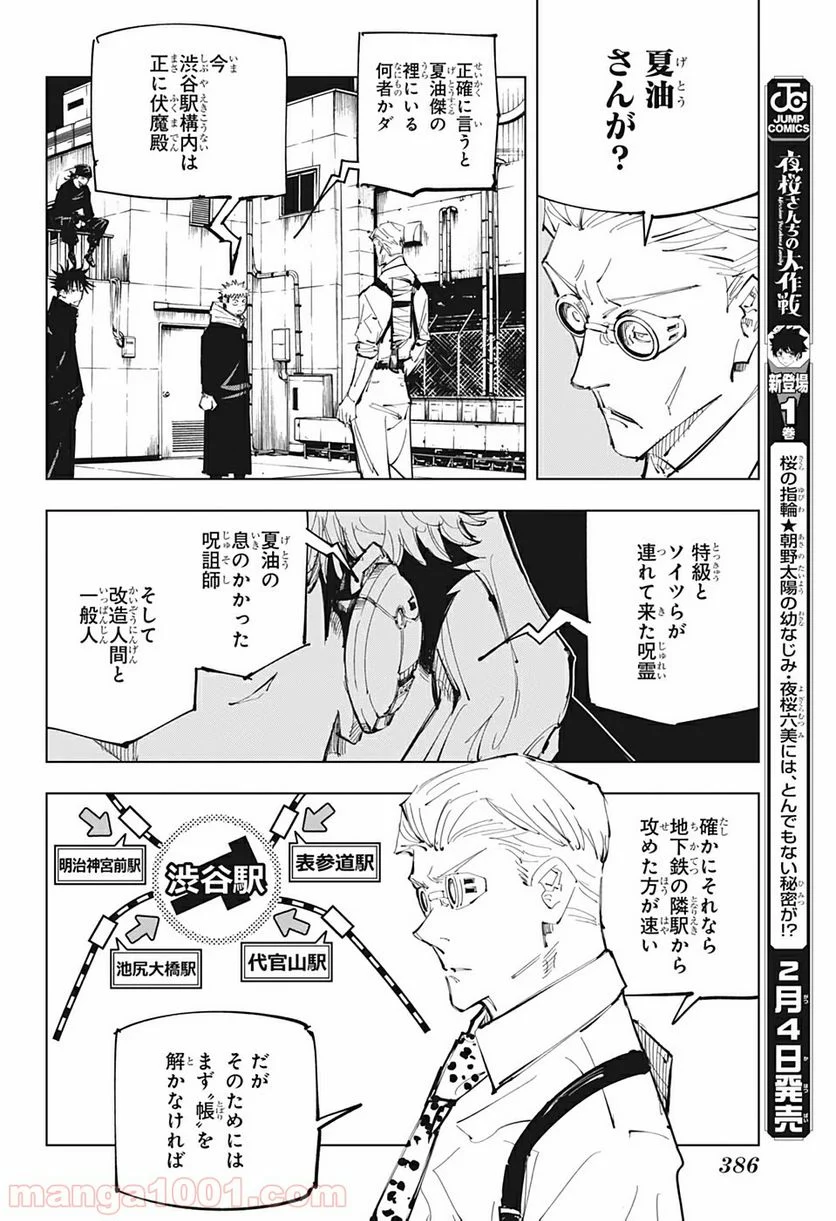 夏油
さんが？
正確に言うと
夏油傑の
裡にいる
何者かダ
今
渋谷駅構内は
正に伏魔殿
特級と
ソイツらが
連れて来た呪霊
夏油の
息のかかった
呪詛師
そして
改造人間と
一般人
確かにそれなら
地下鉄の隣駅から
攻めた方が速い
明治神宮前駅
表参道駅
渋谷駅
池尻大橋駅
代官山駅
だが
そのためには
まず〝帳〟を
解かなければ
386
JUMP
COMICS
夜桜さんちの大作戦
新登場
1巻
桜の指輪★朝野太陽の幼なじみ・夜桜六美には、とんでもない秘密が!?
2月4日発売
manga1001.com